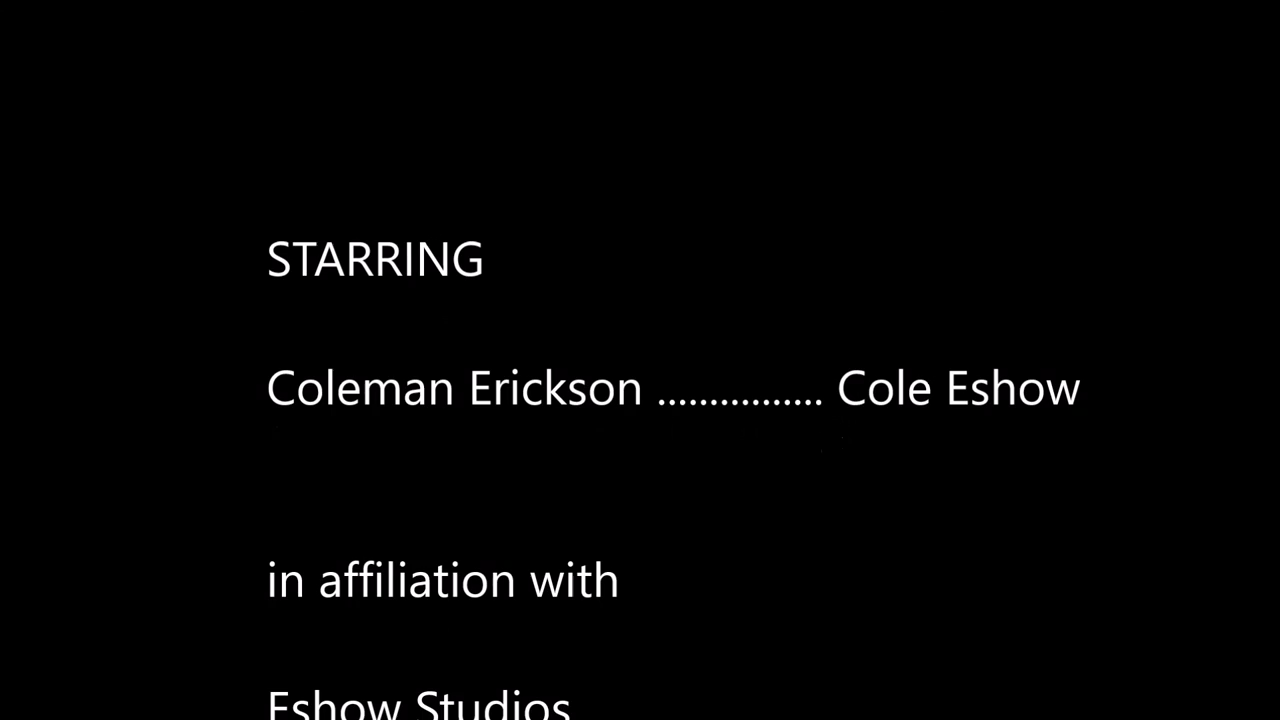 STARRING
Coleman Erickson ................ Cole Eshow
in affiliation with
Eshow Studios